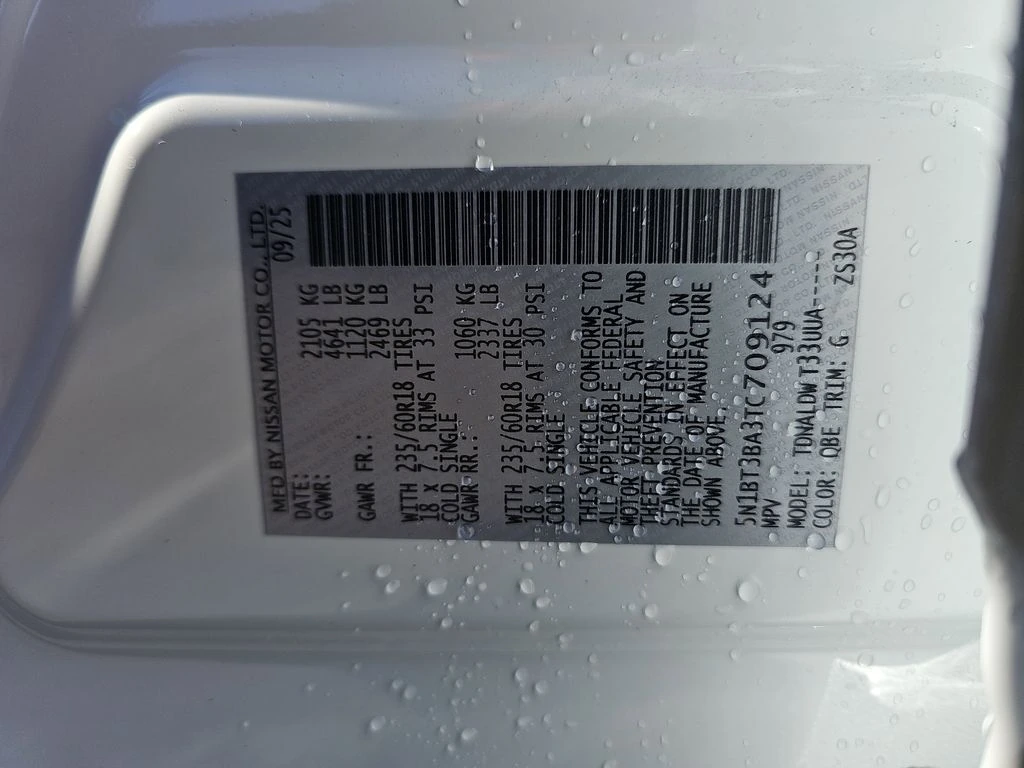 MFD BY NISSAN MOTOR CO., LTD.
DATE: 09/25
GVWR: 2105 KG
4641 LB
GAWR FR.: 1120 KG
2469 LB
WITH 235/60R18 TIRES
18 X 7.5 RIMS AT 33 PSI
COLD SINGLE
GAWR RR.: 1060 KG
2337 LB
WITH 235/60R18 TIRES
18 X 7.5 RIMS AT 30 PSI
COLD SINGLE
THIS VEHICLE CONFORMS TO
ALL APPLICABLE FEDERAL
MOTOR VEHICLE SAFETY AND
THEFT PREVENTION
STANDARDS IN EFFECT ON
THE DATE OF MANUFACTURE
SHOWN ABOVE.
5N1BT3BA3TC709124
MPV 979
MODEL: TDNALDW T33UUA-----
COLOR: QBE TRIM: G ZS30A